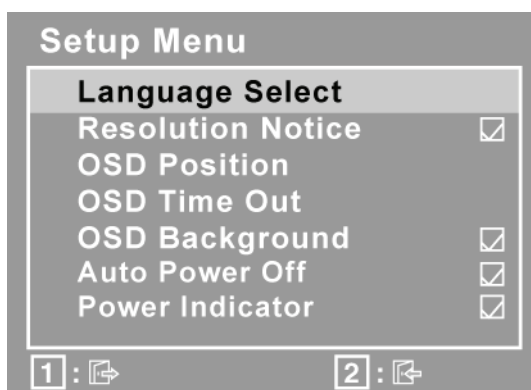 Setup Menu
Language Select
Resolution Notice
OSD Position
OSD Time Out
OSD Background
Auto Power Off
Power Indicator
1 : 2 :